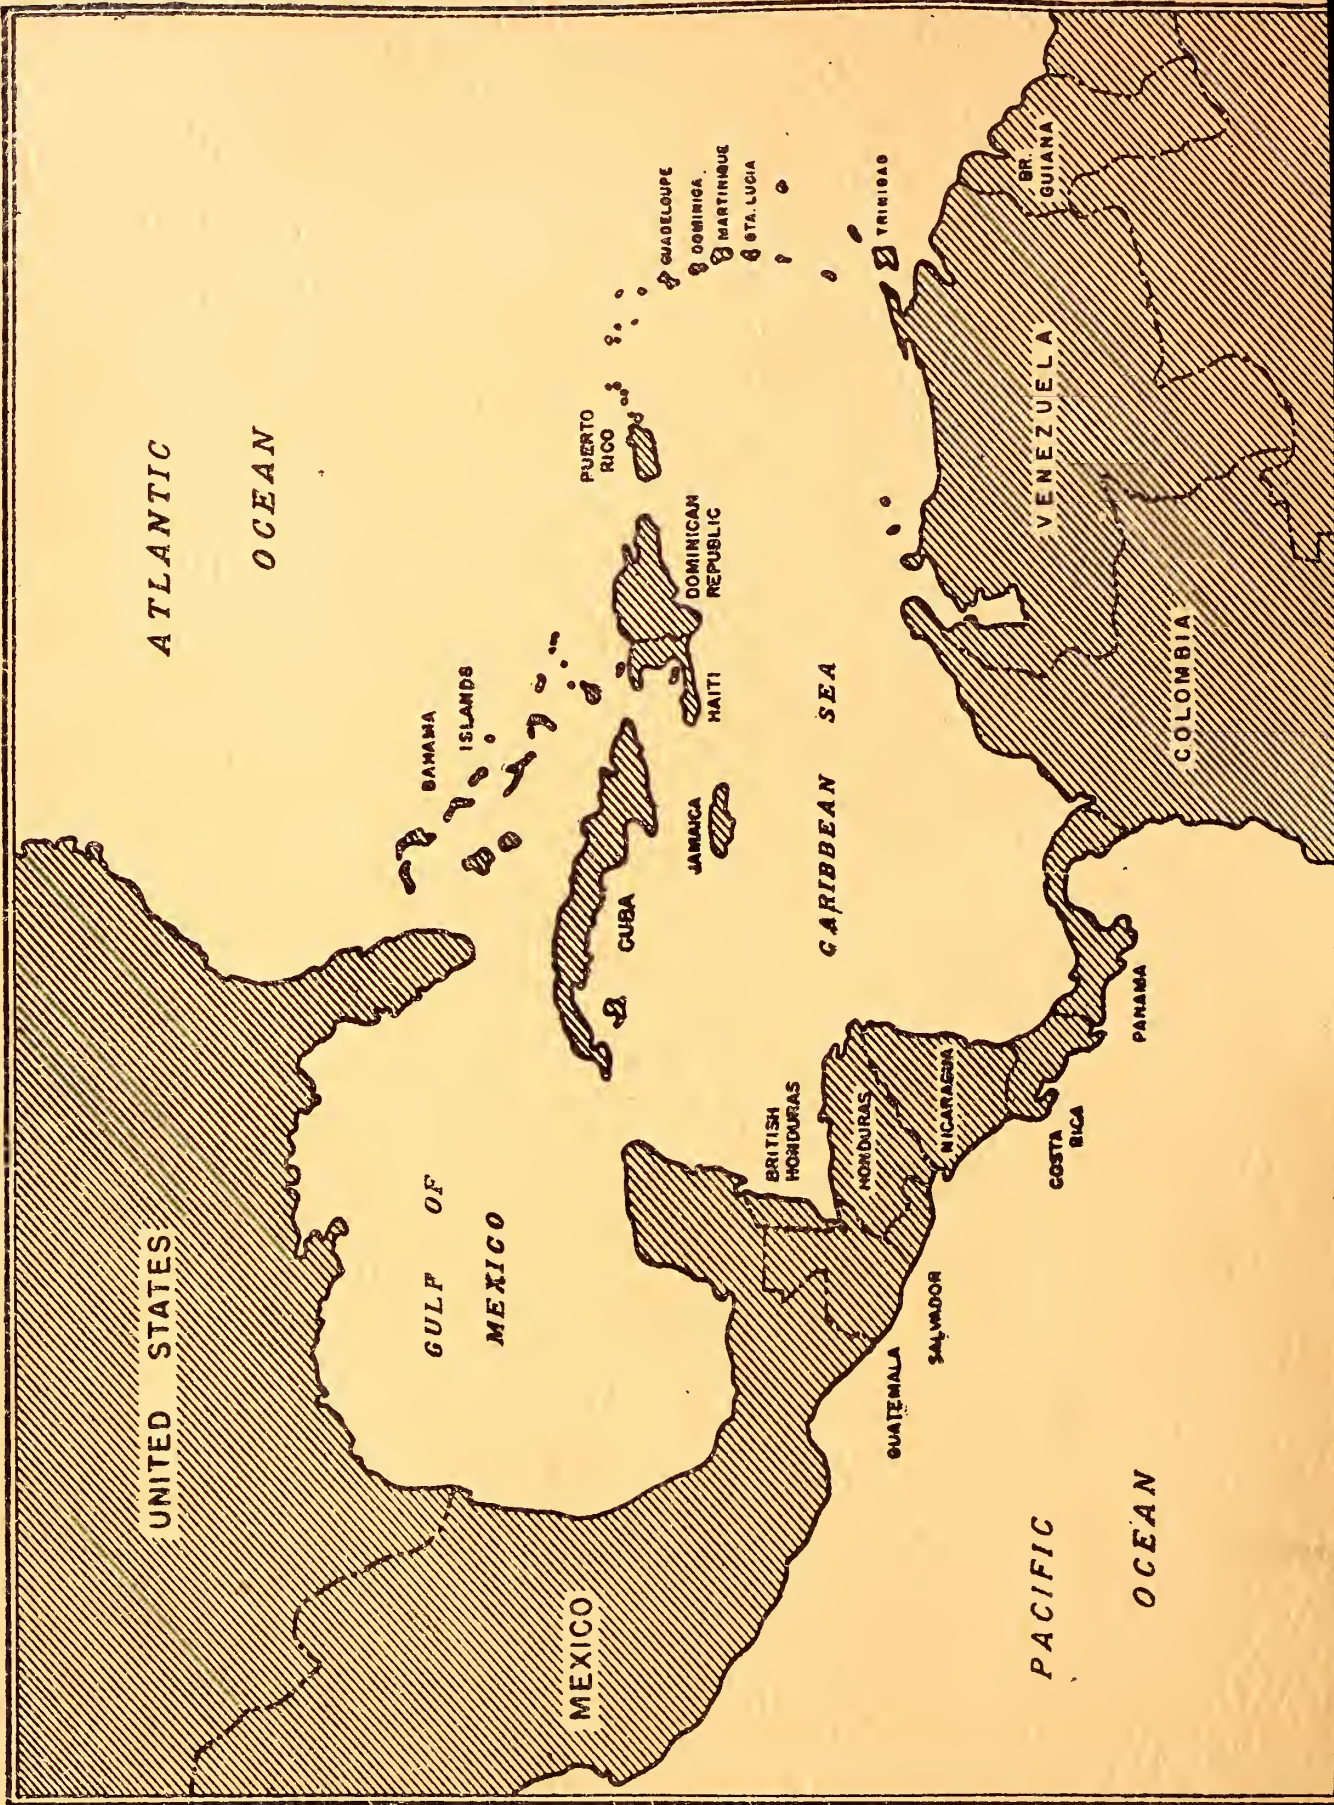 UNITED STATES
ATLANTIC
OCEAN
BAHAMA
ISLANDS
GULF OF
MEXICO
MEXICO
CUBA
PUERTO
RICO
DOMINICAN
REPUBLIC
HAITI
JAMAICA
GUADELOUPE
DOMINICA
MARTINIQUE
STA. LUCIA
CARIBBEAN SEA
BRITISH
HONDURAS
HONDURAS
NICARAGUA
GUATEMALA
SALVADOR
COSTA
RICA
PANAMA
TRINIDAD
BR.
GUIANA
VENEZUELA
COLOMBIA
PACIFIC
OCEAN